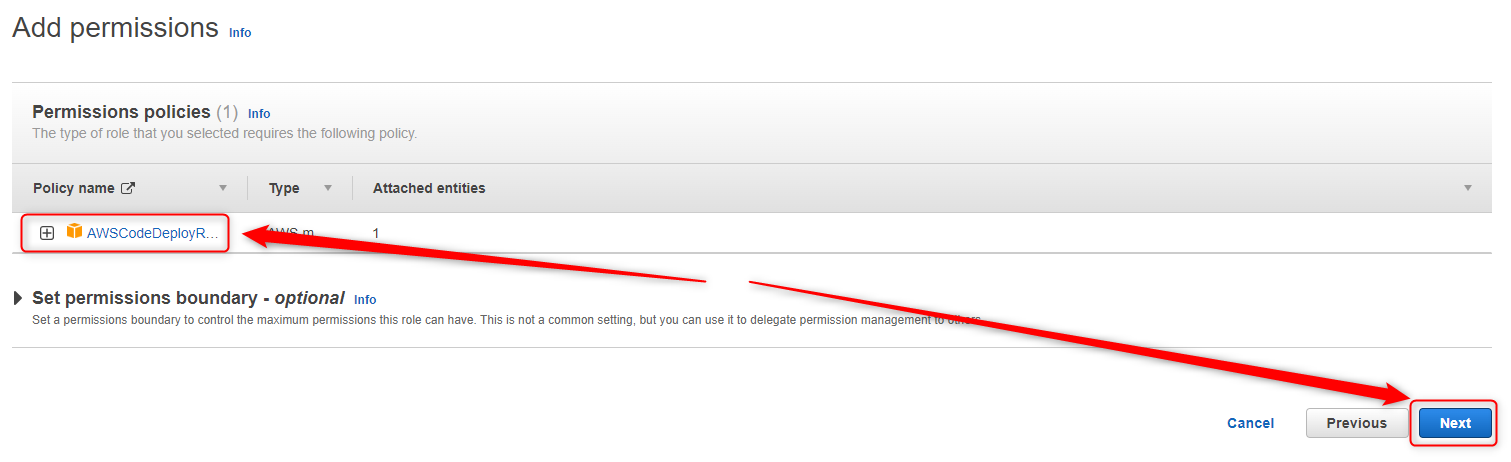 Add permissions Info
Permissions policies (1) Info
The type of role that you selected requires the following policy.
Policy name Type Attached entities
AWSCodeDeployR... AWS m 1
Set permissions boundary - optional Info
Set a permissions boundary to control the maximum permissions this role can have. This is not a common setting, but you can use it to delegate permission management to others.
Cancel Previous Next